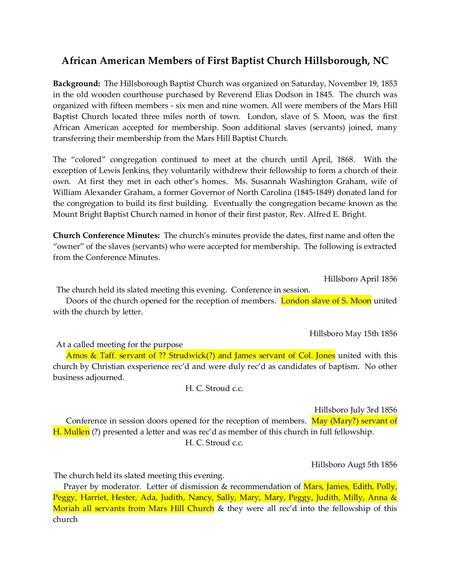 African American Members of First Baptist Church Hillsborough, NC
Background: The Hillsborough Baptist Church was organized on Saturday, November 19, 1853
in the old wooden courthouse purchased by Reverend Elias Dodson in 1845. The church was
organized with fifteen members - six men and nine women. All were members of the Mars Hill
Baptist Church located three miles north of town. London, slave of S. Moon, was the first
African American accepted for membership. Soon additional slaves (servants) joined, many
transferring their membership from the Mars Hill Baptist Church.
The “colored” congregation continued to meet at the church until April, 1868. With the
exception of Lewis Jenkins, they voluntarily withdrew their fellowship to form a church of their
own. At first they met in each other’s homes. Ms. Susannah Washington Graham, wife of
William Alexander Graham, a former Governor of North Carolina (1845-1849) donated land for
the congregation to build its first building. Eventually the congregation became known as the
Mount Bright Baptist Church named in honor of their first pastor, Rev. Alfred E. Bright.
Church Conference Minutes: The church’s minutes provide the dates, first name and often the
“owner” of the slaves (servants) who were accepted for membership. The following is extracted
from the Conference Minutes.
Hillsboro April 1856
The church held its slated meeting this evening. Conference in session.
Doors of the church opened for the reception of members. London slave of S. Moon united
with the church by letter.
Hillsboro May 15th 1856
At a called meeting for the purpose
Amos & Taff. servant of ?? Strudwick(?) and James servant of Col. Jones united with this
church by Christian exsperience rec’d and were duly rec’d as candidates of baptism. No other
business adjourned.
H. C. Stroud c.c.
Hillsboro July 3rd 1856
Conference in session doors opened for the reception of members. May (Mary?) servant of
H. Mullen (?) presented a letter and was rec’d as member of this church in full fellowship.
H. C. Stroud c.c.
Hillsboro Augt 5th 1856
The church held its slated meeting this evening.
Prayer by moderator. Letter of dismission & recommendation of Mars, James, Edith, Polly,
Peggy, Harriet, Hester, Ada, Judith, Nancy, Sally, Mary, Mary, Peggy, Judith, Milly, Anna &
Moriah all servants from Mars Hill Church & they were all rec’d into the fellowship of this
church